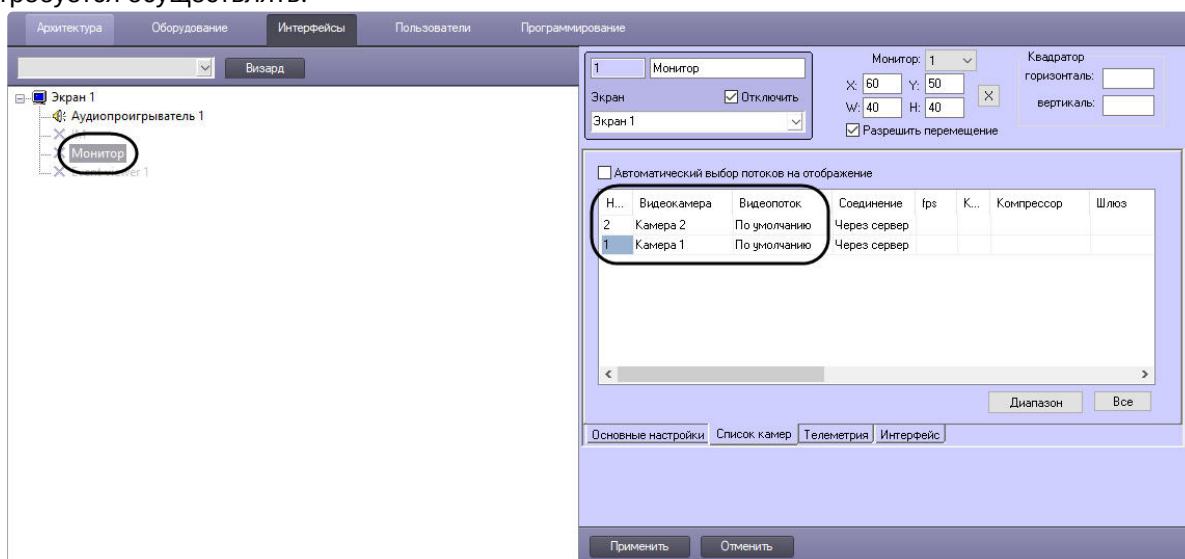 требуется осуществлять.
Архитектура Оборудование Интерфейсы Пользователи Программирование
Визард
Экран 1
Аудиопроигрыватель 1
Монитор
1 Монитор
Экран Отключить
Экран 1
Монитор: 1
X: 60 Y: 50
W: 40 H: 40
X
Разрешить перемещение
Квадратор
горизонталь:
вертикаль:
Автоматический выбор потоков на отображение
Н... Видеокамера Видеопоток Соединение fps К... Компрессор Шлюз
2 Камера 2 По умолчанию Через сервер
1 Камера 1 По умолчанию Через сервер
Диапазон Все
Основные настройки Список камер Телеметрия Интерфейс
Применить Отменить